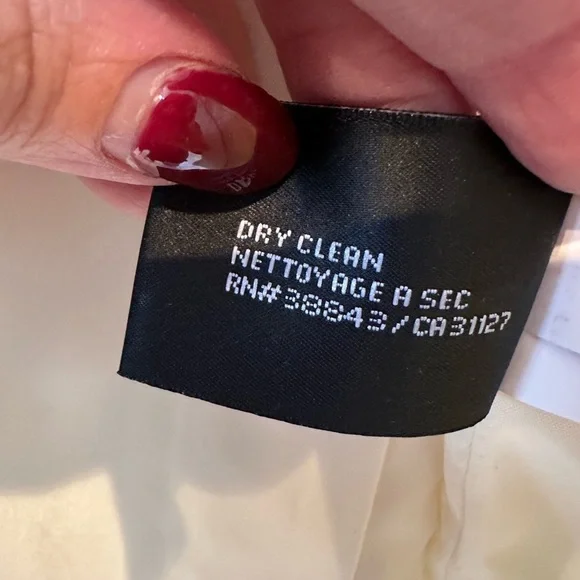 DRY CLEAN
NETTOYAGE A SEC
RN#38843/CA31127